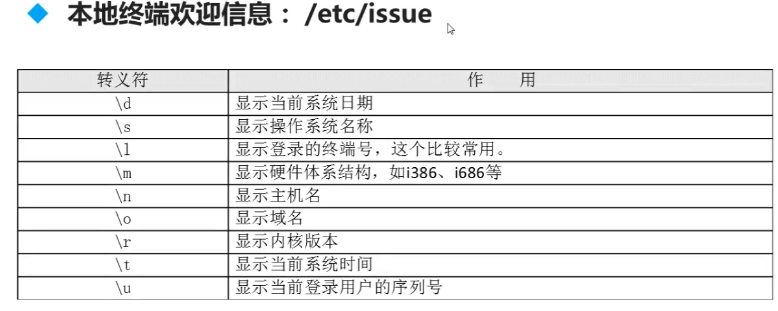 本地终端欢迎信息： /etc/issue
转义符 作 用
\d 显示当前系统日期
\s 显示操作系统名称
\l 显示登录的终端号，这个比较常用。
\m 显示硬件体系结构，如i386、i686等
\n 显示主机名
\o 显示域名
\r 显示内核版本
\t 显示当前系统时间
\u 显示当前登录用户的序列号